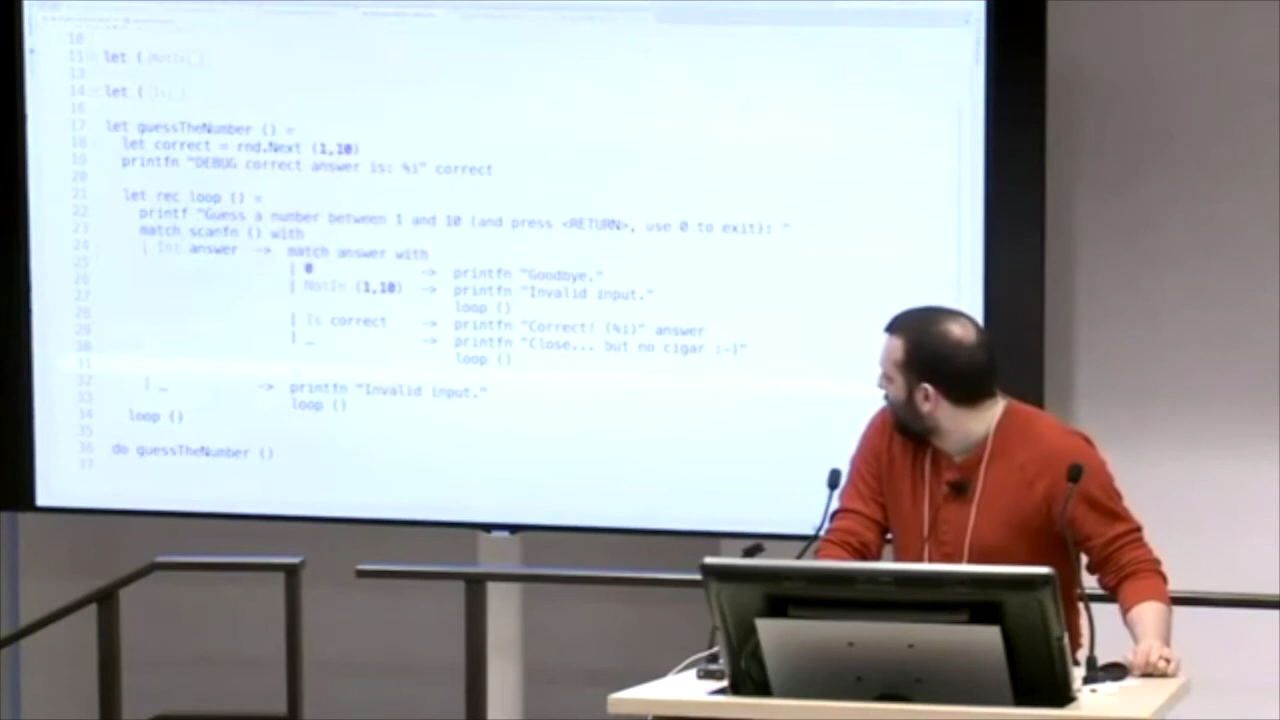 10
11 let (
13
14 let (
16
17 let guessTheNumber () =
18 let correct = rnd.Next (1,10)
19 printfn "DEBUG correct answer is: %i" correct
20
21 let rec loop () =
22 printf "Guess a number between 1 and 10 (and press <RETURN>, use 0 to exit): "
23 match scanfn () with
24 | Int answer -> match answer with
25 | 0 -> printfn "Goodbye."
26 | NotIn (1,10) -> printfn "Invalid input."
27 loop ()
28 | Is correct -> printfn "Correct! (%i)" answer
29 | _ -> printfn "Close... but no cigar :-)"
30 loop ()
31
32 | _ -> printfn "Invalid input."
33 loop ()
34 loop ()
35
36 do guessTheNumber ()
37